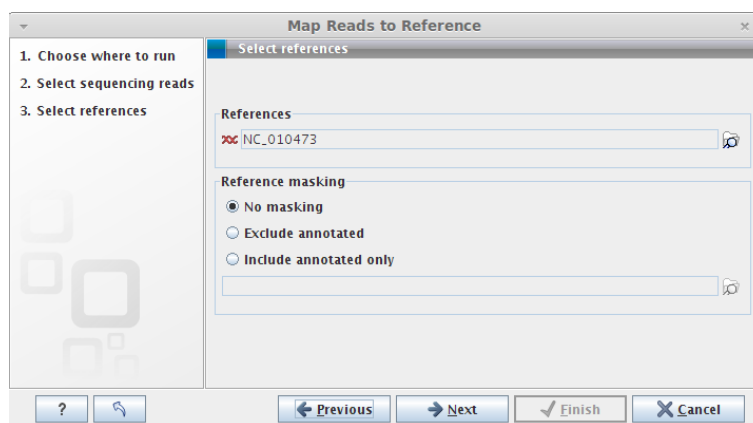 Map Reads to Reference
1. Choose where to run
2. Select sequencing reads
3. Select references
Select references
References
NC_010473
Reference masking
No masking
Exclude annotated
Include annotated only
?
Previous
Next
Finish
Cancel